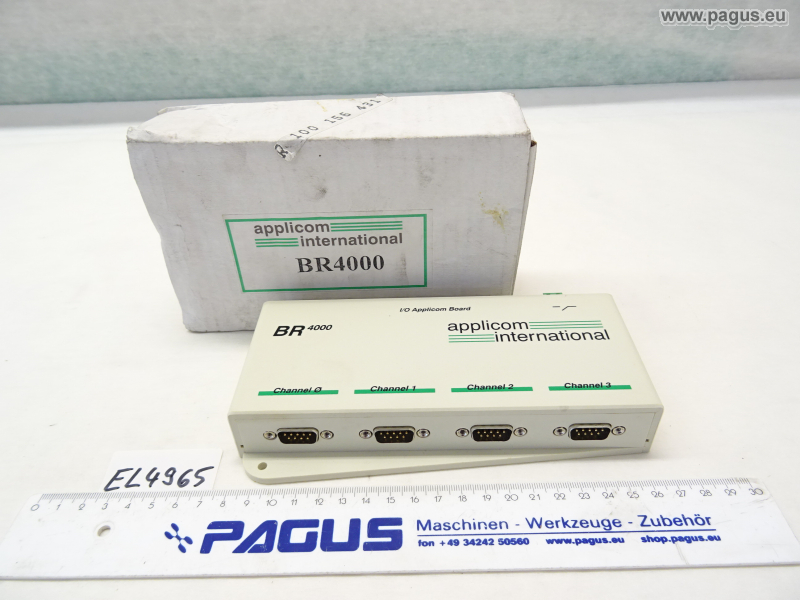 www.pagus.eu
R 100 156 431
applicom
international
BR4000
I/O Applicom Board
BR 4000
applicom
international
Channel Ø Channel 1 Channel 2 Channel 3
EL4965
0 1 2 3 4 5 6 7 8 9 10 11 12 13 14 15 16 17 18 19 20 21 22 23 24 25 26 27 28 29 30
PAGUS
Maschinen - Werkzeuge - Zubehör
fon +49 34242 50560 www.pagus.eu shop.pagus.eu